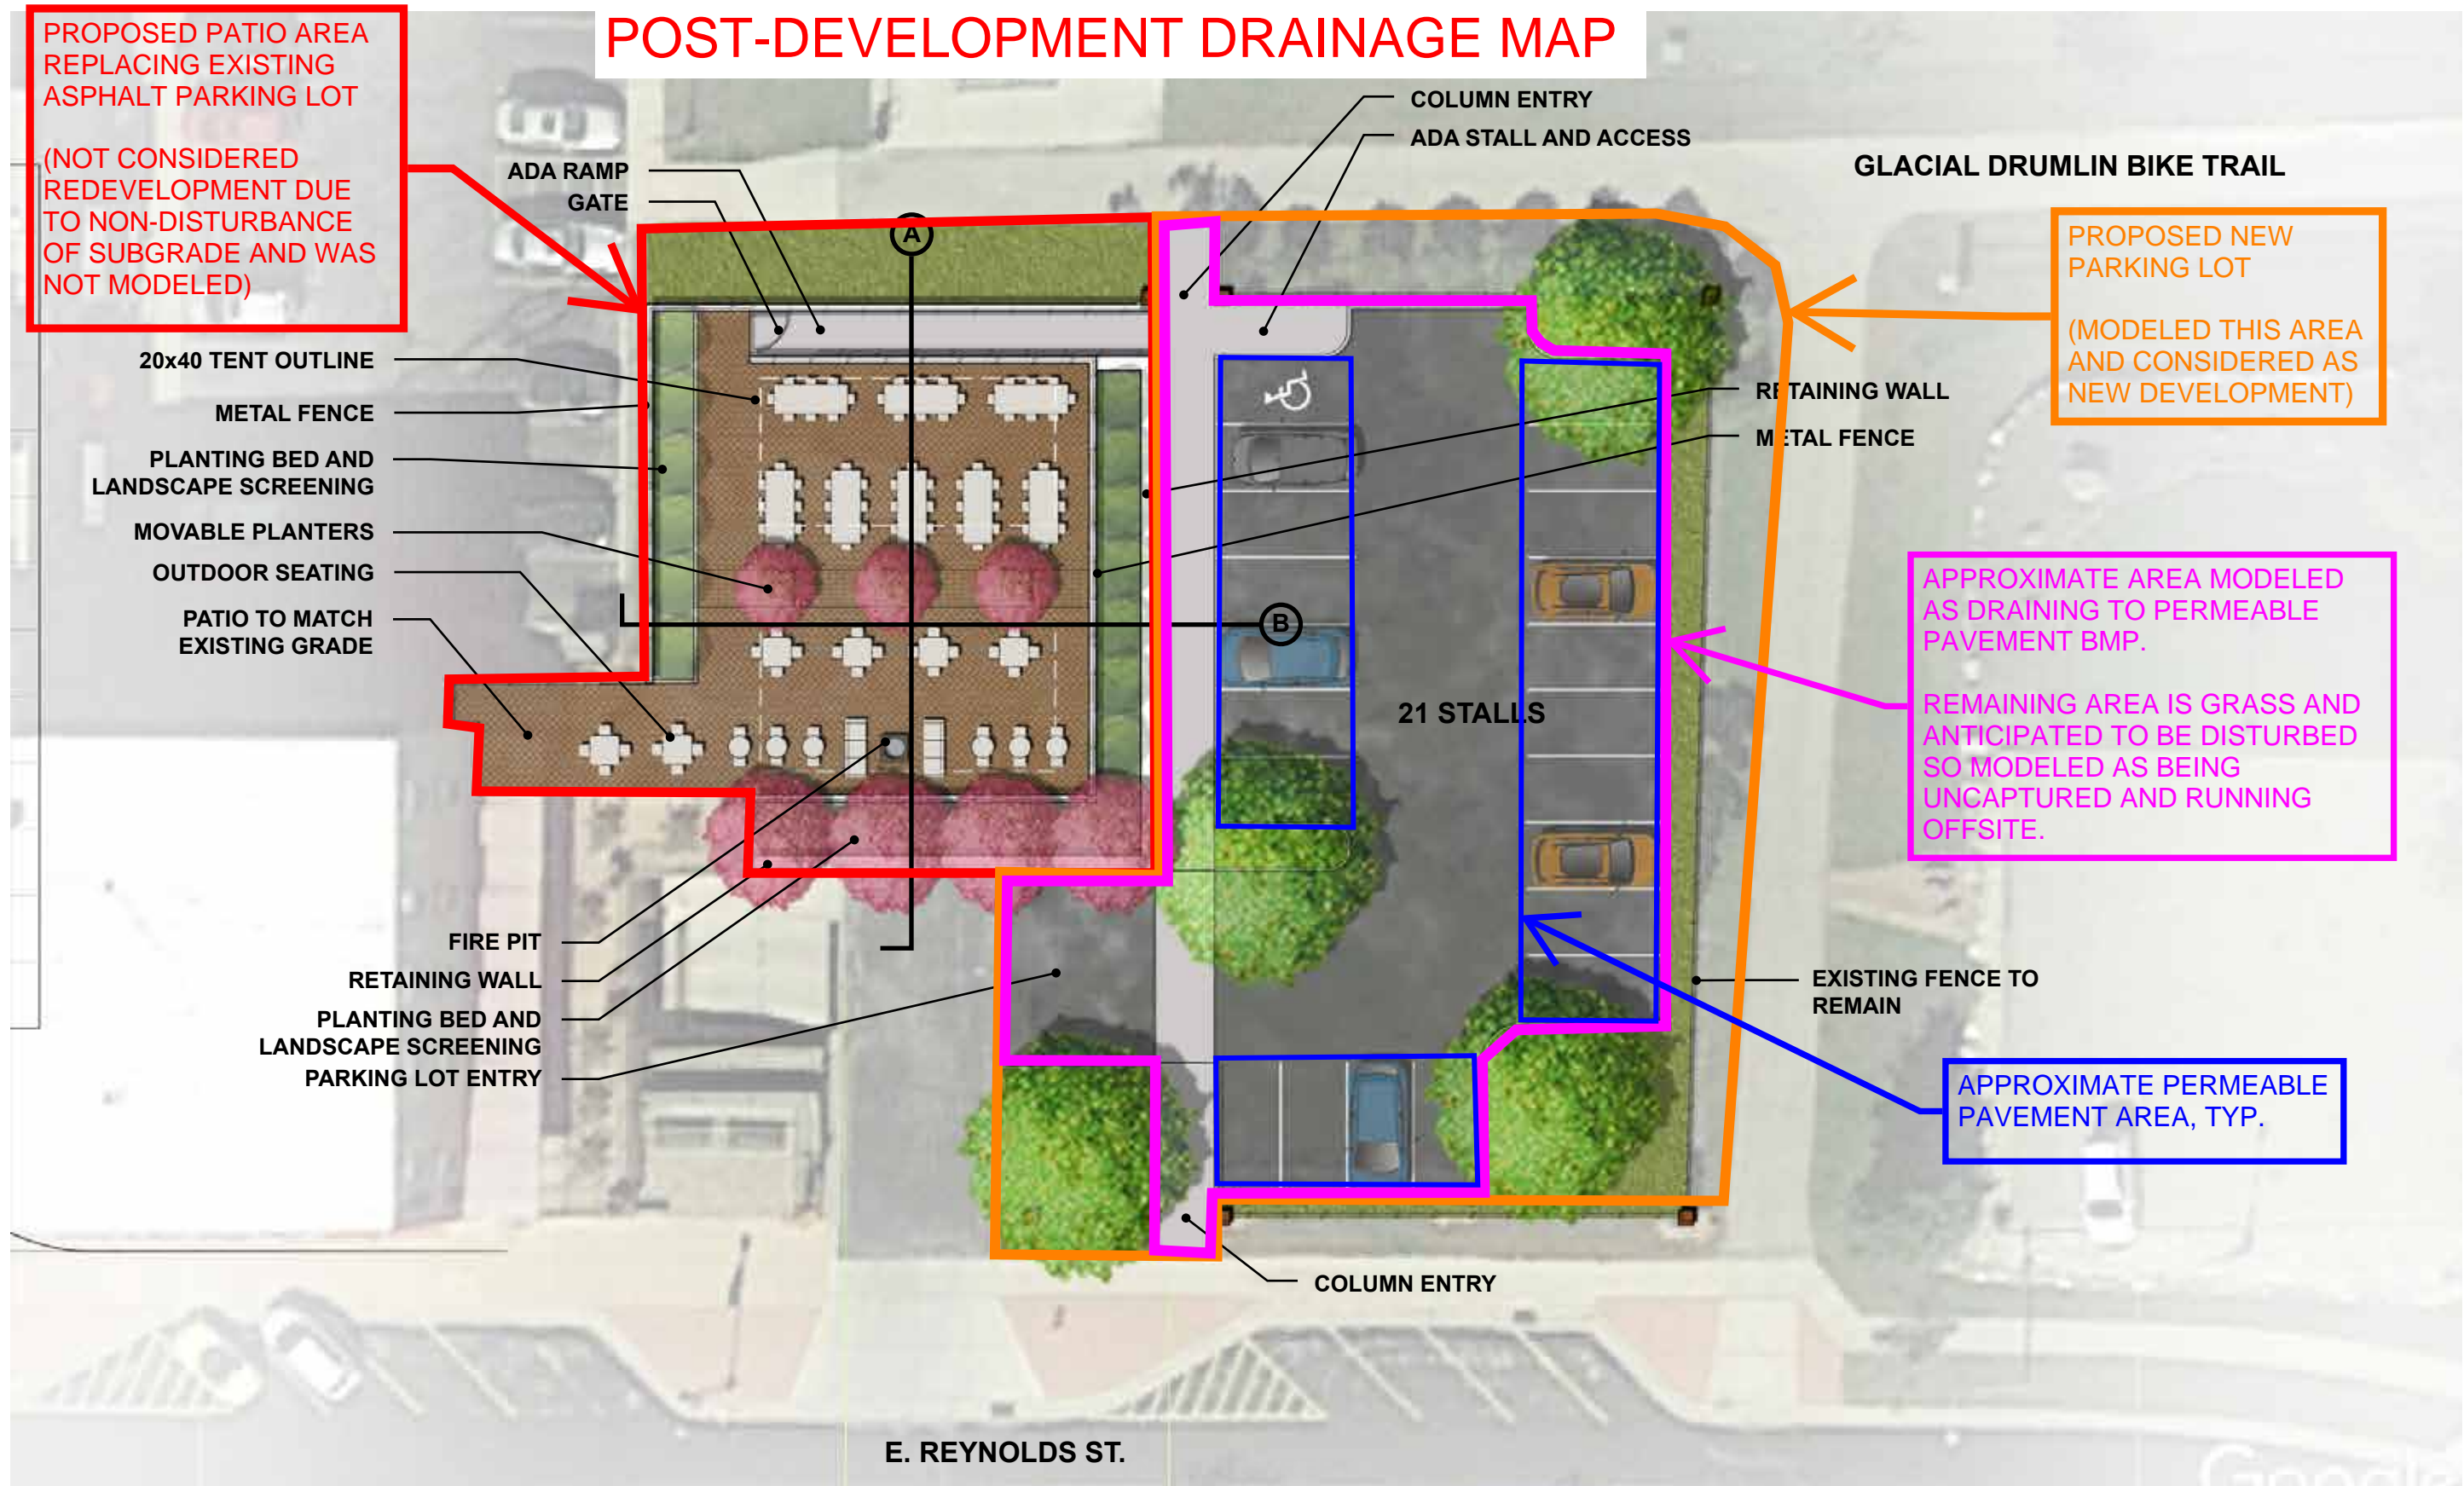 POST-DEVELOPMENT DRAINAGE MAP
PROPOSED PATIO AREA
REPLACING EXISTING
ASPHALT PARKING LOT
(NOT CONSIDERED
REDEVELOPMENT DUE
TO NON-DISTURBANCE
OF SUBGRADE AND WAS
NOT MODELED)
COLUMN ENTRY
ADA STALL AND ACCESS
ADA RAMP
GATE
GLACIAL DRUMLIN BIKE TRAIL
PROPOSED NEW
PARKING LOT
(MODELED THIS AREA
AND CONSIDERED AS
NEW DEVELOPMENT)
A
20x40 TENT OUTLINE
METAL FENCE
PLANTING BED AND
LANDSCAPE SCREENING
MOVABLE PLANTERS
OUTDOOR SEATING
PATIO TO MATCH
EXISTING GRADE
RETAINING WALL
METAL FENCE
B
21 STALLS
APPROXIMATE AREA MODELED
AS DRAINING TO PERMEABLE
PAVEMENT BMP.
REMAINING AREA IS GRASS AND
ANTICIPATED TO BE DISTURBED
SO MODELED AS BEING
UNCAPTURED AND RUNNING
OFFSITE.
FIRE PIT
RETAINING WALL
PLANTING BED AND
LANDSCAPE SCREENING
PARKING LOT ENTRY
EXISTING FENCE TO
REMAIN
APPROXIMATE PERMEABLE
PAVEMENT AREA, TYP.
COLUMN ENTRY
E. REYNOLDS ST.
Google